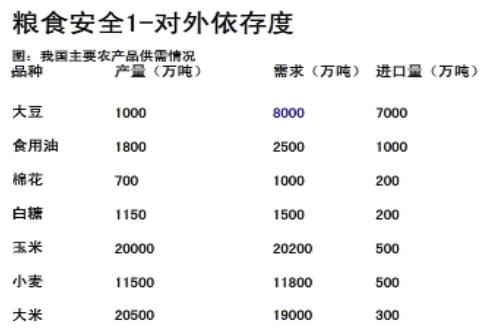 粮食安全1-对外依存度
图：我国主要农产品供需情况
品种 产量（万吨） 需求（万吨） 进口量（万吨）
大豆 1000 8000 7000
食用油 1800 2500 1000
棉花 700 1000 200
白糖 1150 1500 200
玉米 20000 20200 500
小麦 11500 11800 500
大米 20500 19000 300